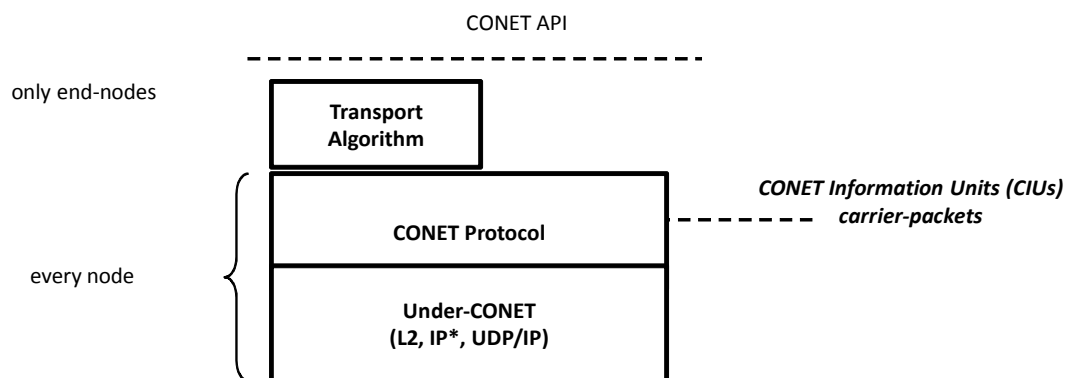 CONET API
only end-nodes
Transport
Algorithm
CONET Information Units (CIUs)
carrier-packets
CONET Protocol
every node
Under-CONET
(L2, IP*, UDP/IP)